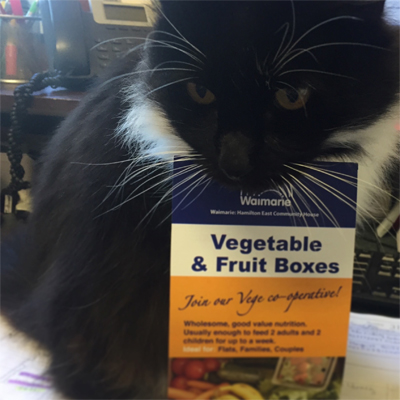 Waimarie
Waimarie: Hamilton East Community House
Vegetable
& Fruit Boxes
Join our Vege co-operative!
Wholesome, good value nutrition.
Usually enough to feed 2 adults and 2
children for up to a week.
Ideal for: Flats, Families, Couples